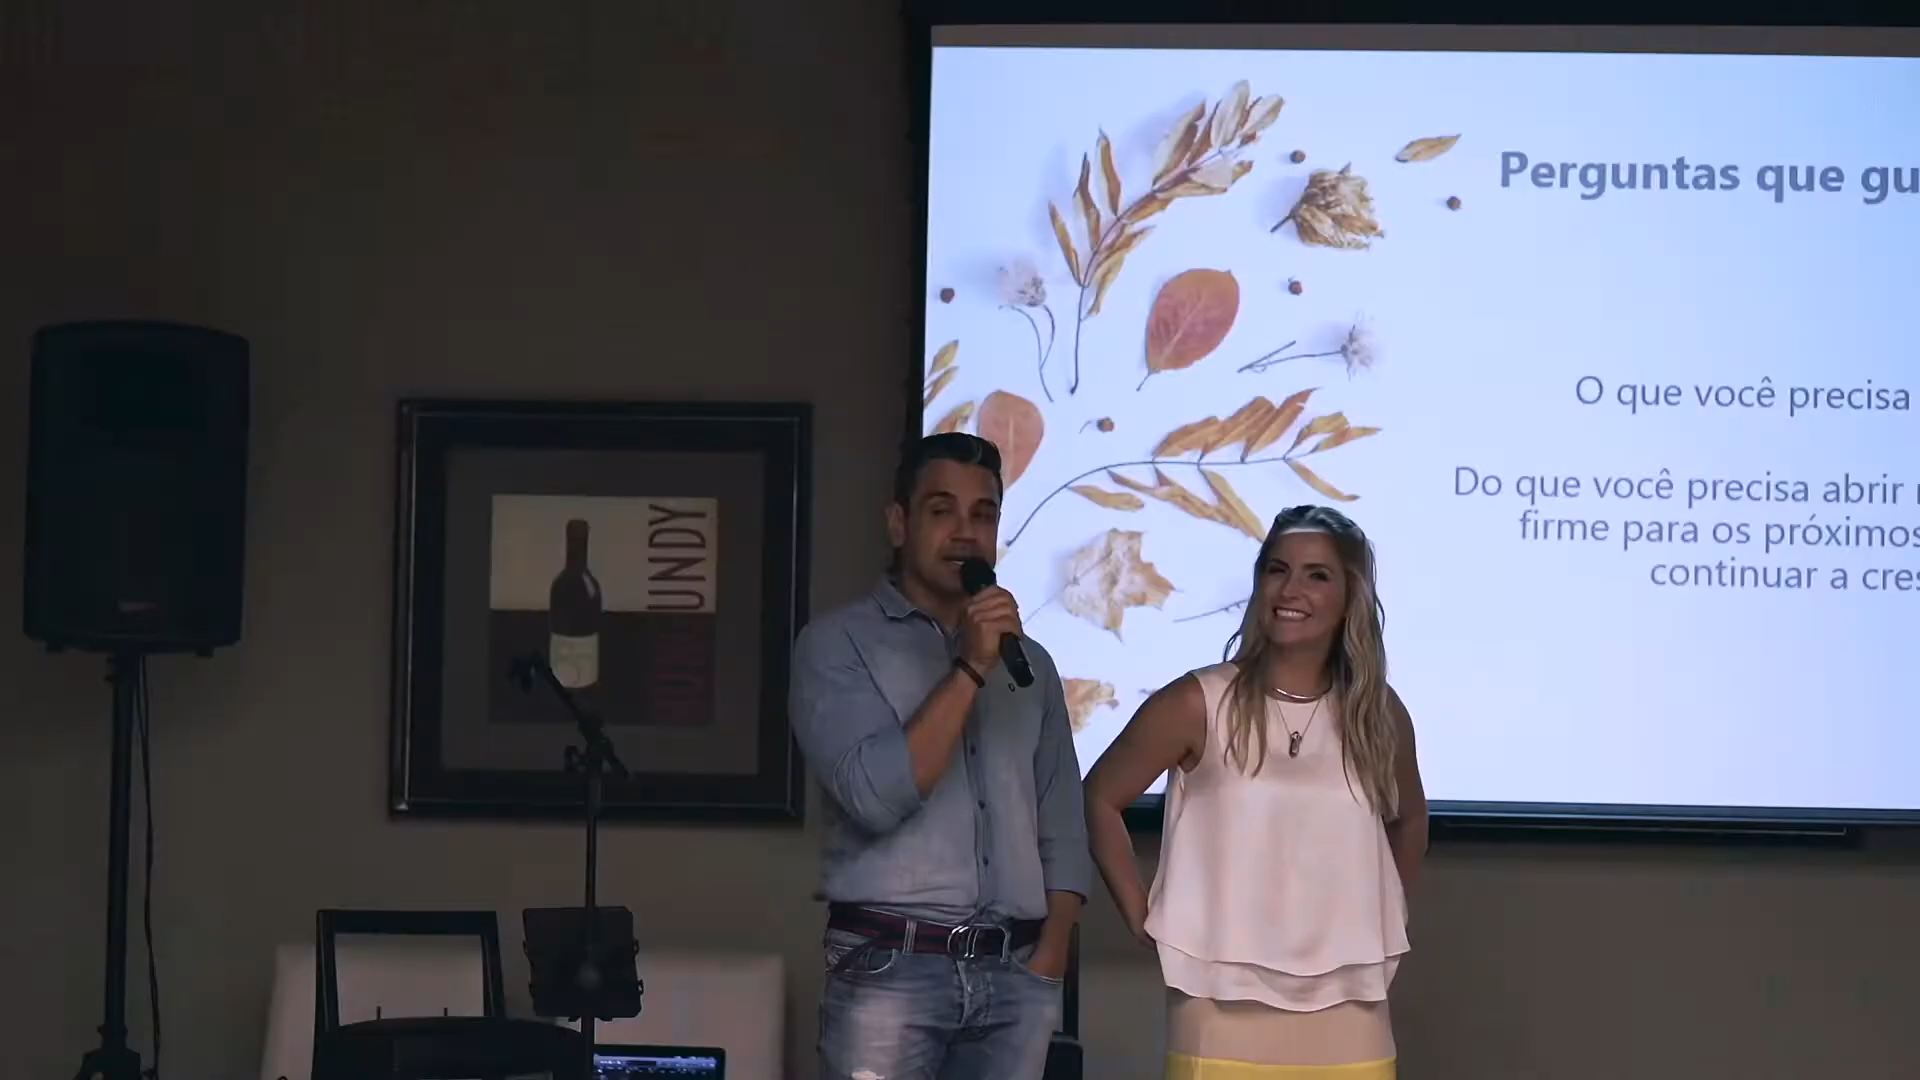 UNDY
Perguntas que gu
O que você precisa
Do que você precisa abrir
firme para os próximos
continuar a cres